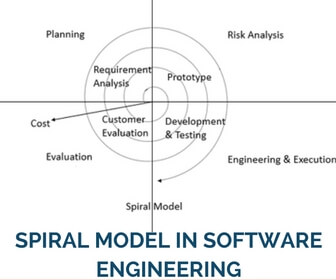 Planning
Risk Analysis
Requirement
Analysis
Prototype
Cost
Customer
Evaluation
Development
& Testing
Evaluation
Engineering & Execution
Spiral Model
SPIRAL MODEL IN SOFTWARE
ENGINEERING